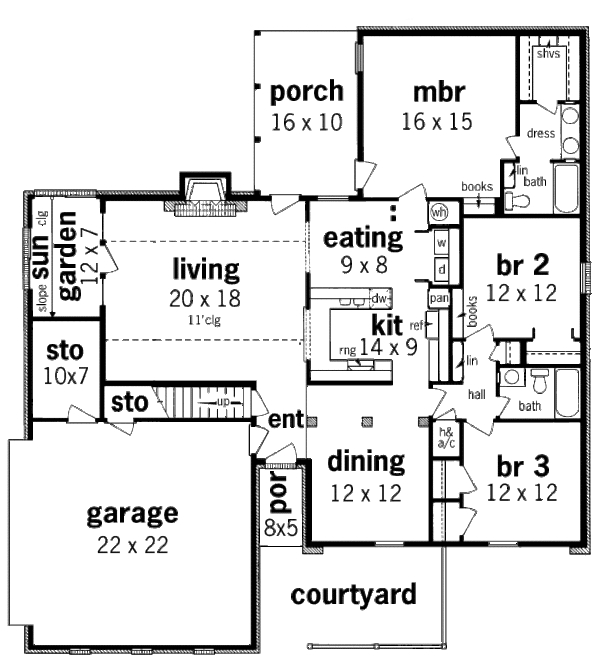 porch
16 x 10
mbr
16 x 15
shvs
dress
lin
bath
books
wh
sun
garden
12 x 7
clg
slope
living
20 x 18
11'clg
eating
9 x 8
w
d
br 2
12 x 12
books
dw
pan
kit
14 x 9
ref
rng
lin
sto
10x7
sto
up
ent
hall
bath
h&
a/c
dining
12 x 12
br 3
12 x 12
garage
22 x 22
por
8x5
courtyard